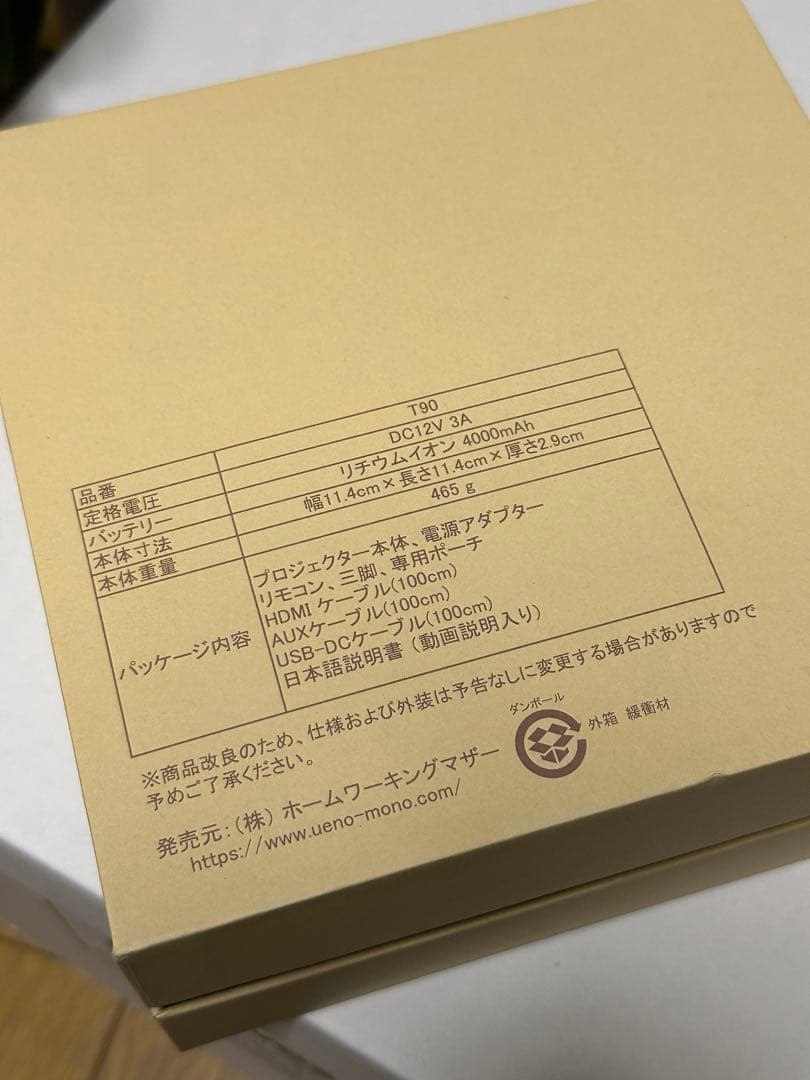 品番 T90
定格電圧 DC12V 3A
バッテリー リチウムイオン 4000mAh
本体寸法 幅11.4cm×長さ11.4cm×厚さ2.9cm
本体重量 465 g
パッケージ内容 プロジェクター本体、電源アダプター
リモコン、三脚、専用ポーチ
HDMI ケーブル(100cm)
AUXケーブル(100cm)
USB-DCケーブル(100cm)
日本語説明書（動画説明入り）
※商品改良のため、仕様および外装は予告なしに変更する場合がありますので
予めご了承ください。
ダンボール
外箱 緩衝材
発売元：（株）ホームワーキングマザー
https://www.ueno-mono.com/